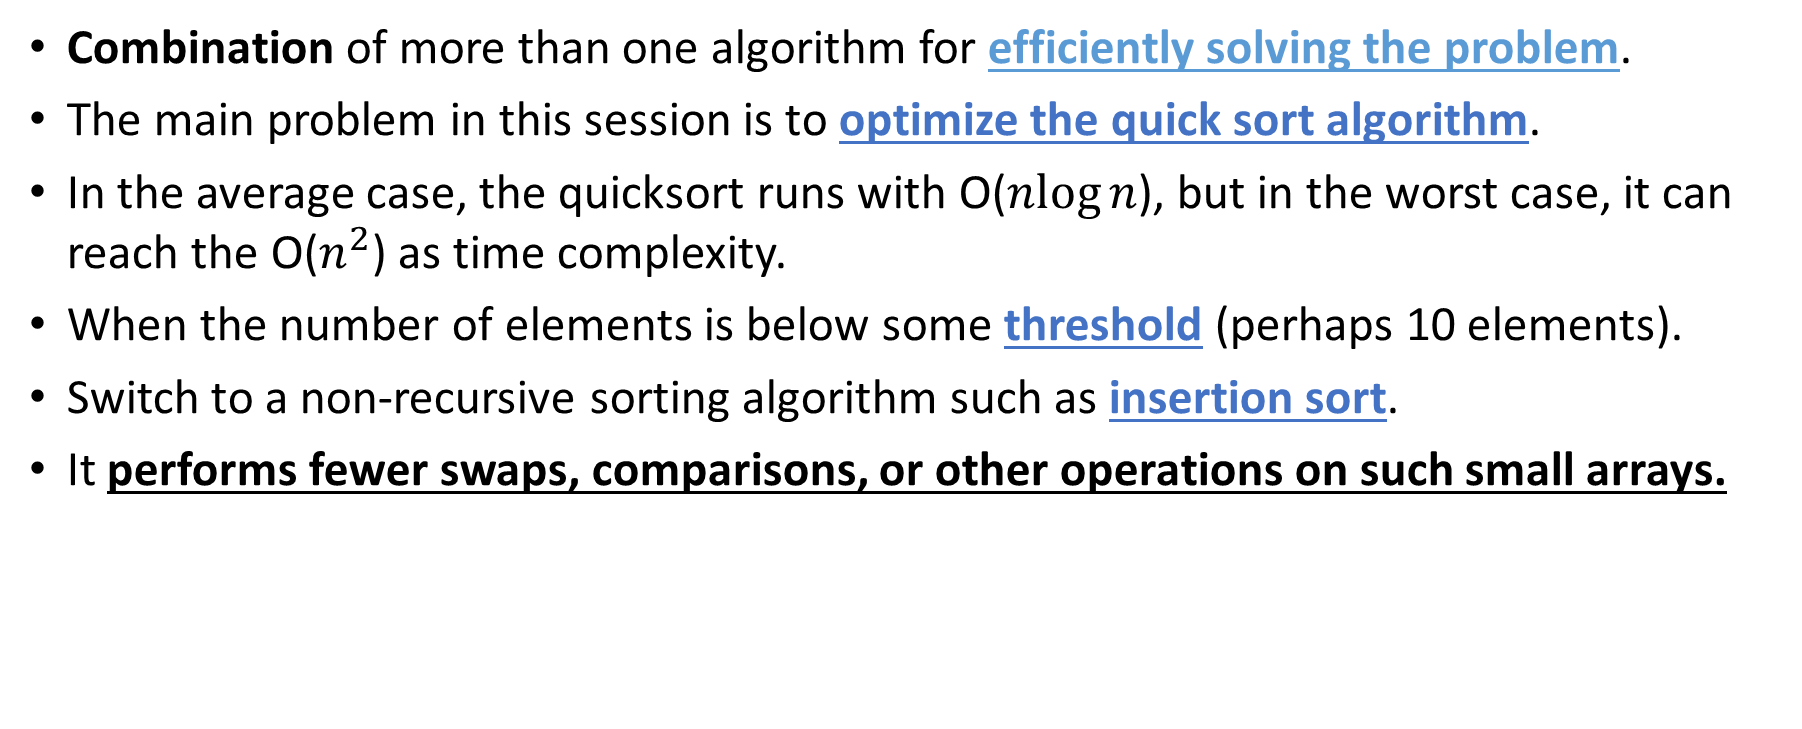 • Combination of more than one algorithm for efficiently solving the problem.
• The main problem in this session is to optimize the quick sort algorithm.
• In the average case, the quicksort runs with O(nlog n), but in the worst case, it can
reach the O(n²) as time complexity.
• When the number of elements is below some threshold (perhaps 10 elements).
• Switch to a non-recursive sorting algorithm such as insertion sort.
• It performs fewer swaps, comparisons, or other operations on such small arrays.